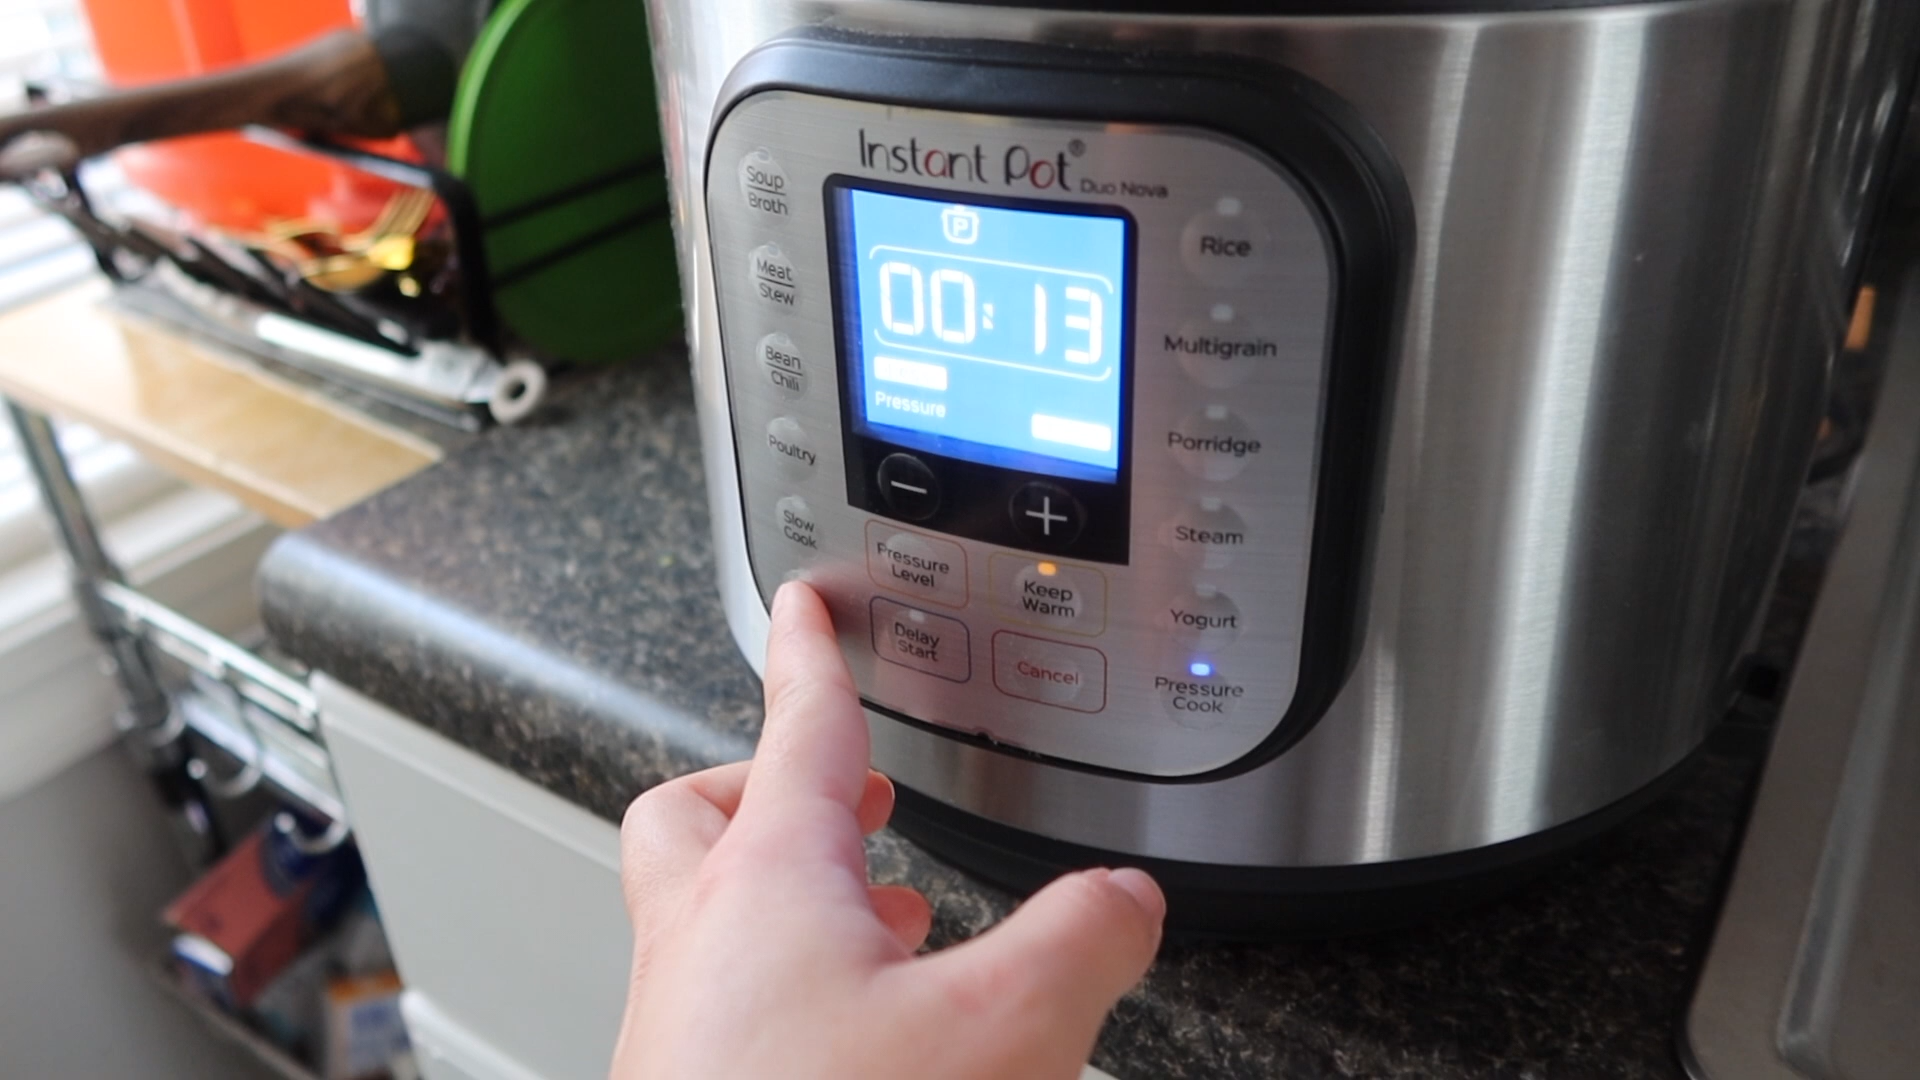 Instant Pot®
Duo Nova
Soup
Broth
Meat
Stew
Bean
Chili
Poultry
Slow
Cook
P
00:13
Pressure
− +
Pressure
Level
Keep
Warm
Delay
Start
Cancel
Rice
Multigrain
Porridge
Steam
Yogurt
Pressure
Cook